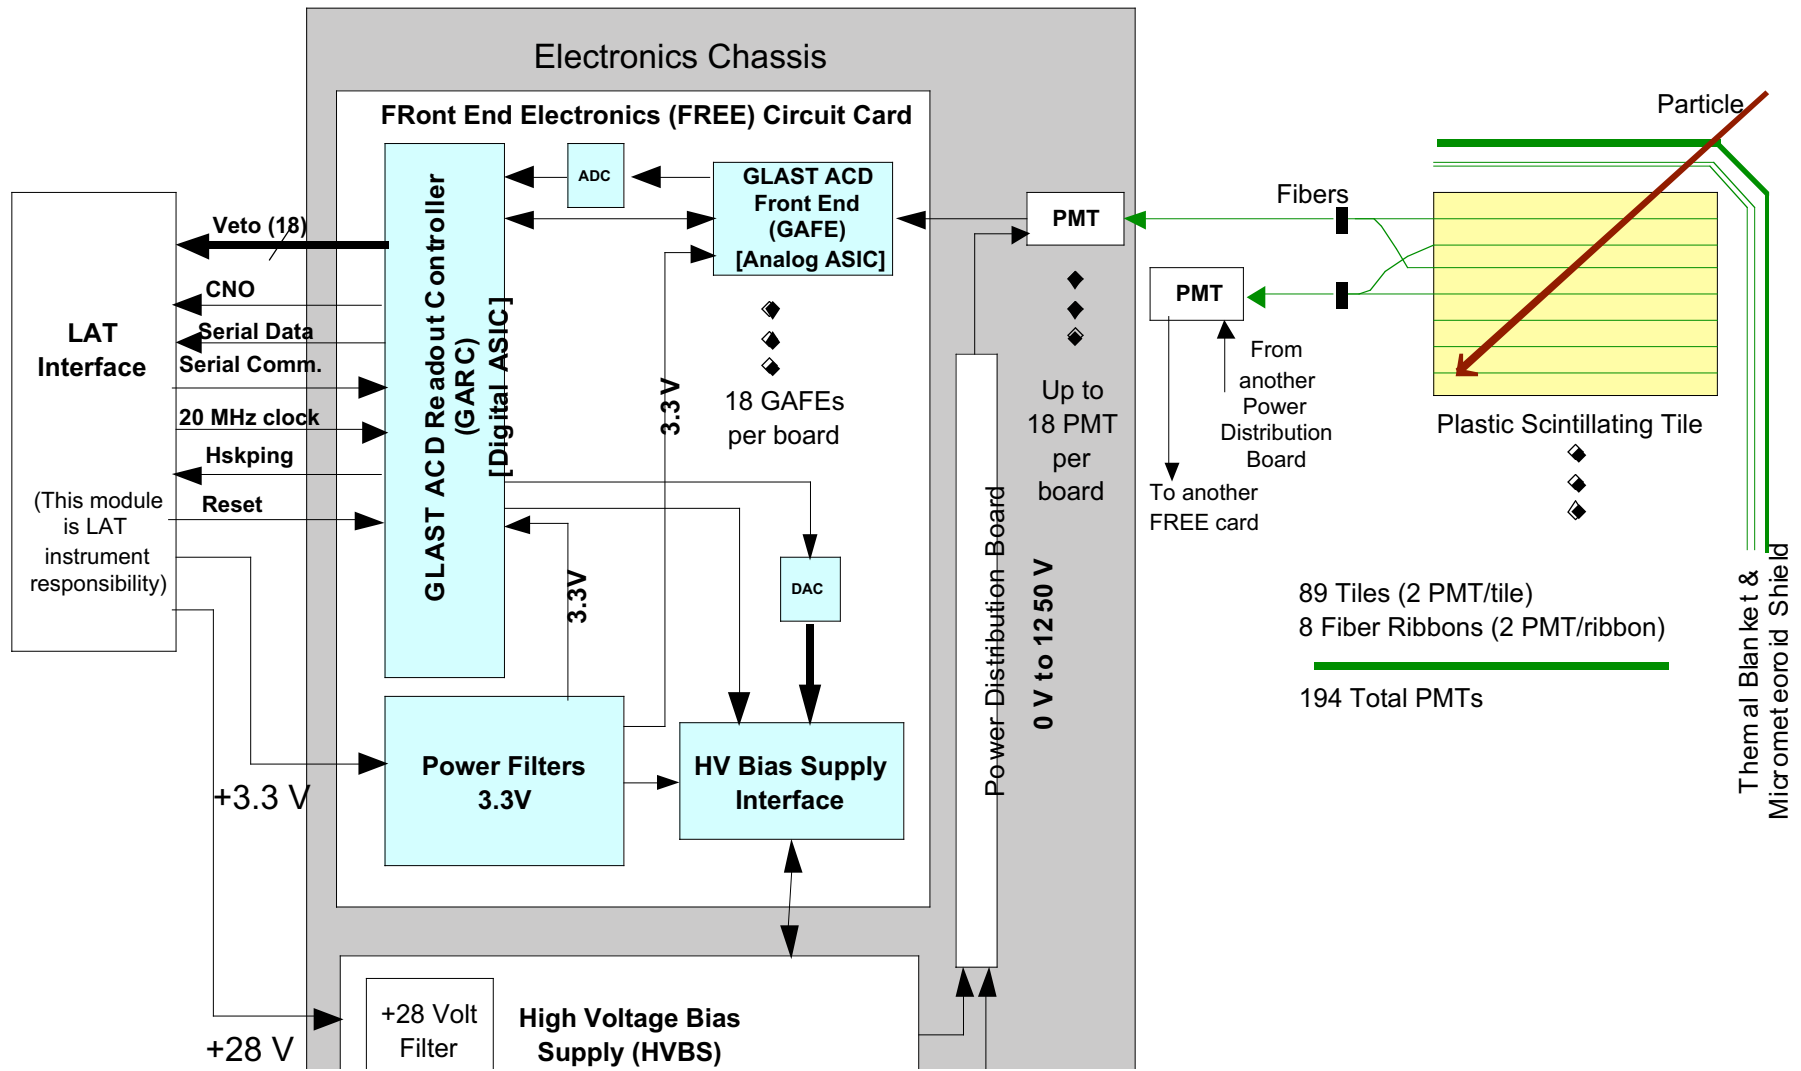 Electronics Chassis
FRont End Electronics (FREE) Circuit Card
LAT
Interface
(This module
is LAT
instrument
responsibility)
Veto (18)
CNO
Serial Data
Serial Comm.
20 MHz clock
Hskping
Reset
+3.3 V
+28 V
GLAST ACD Readout Controller
(GARC)
[Digital ASIC]
ADC
GLAST ACD
Front End
(GAFE)
[Analog ASIC]
18 GAFEs
per board
3.3 V
3.3V
DAC
Power Filters
3.3V
HV Bias Supply
Interface
+28 Volt
Filter
High Voltage Bias
Supply (HVBS)
Power Distribution Board
0 V to 1250 V
PMT
Up to
18 PMT
per
board
PMT
From
another
Power
Distribution
Board
To another
FREE card
Fibers
Particle
Plastic Scintillating Tile
89 Tiles (2 PMT/tile)
8 Fiber Ribbons (2 PMT/ribbon)
194 Total PMTs
Themal Blanket &
Micrometeoroid Shield